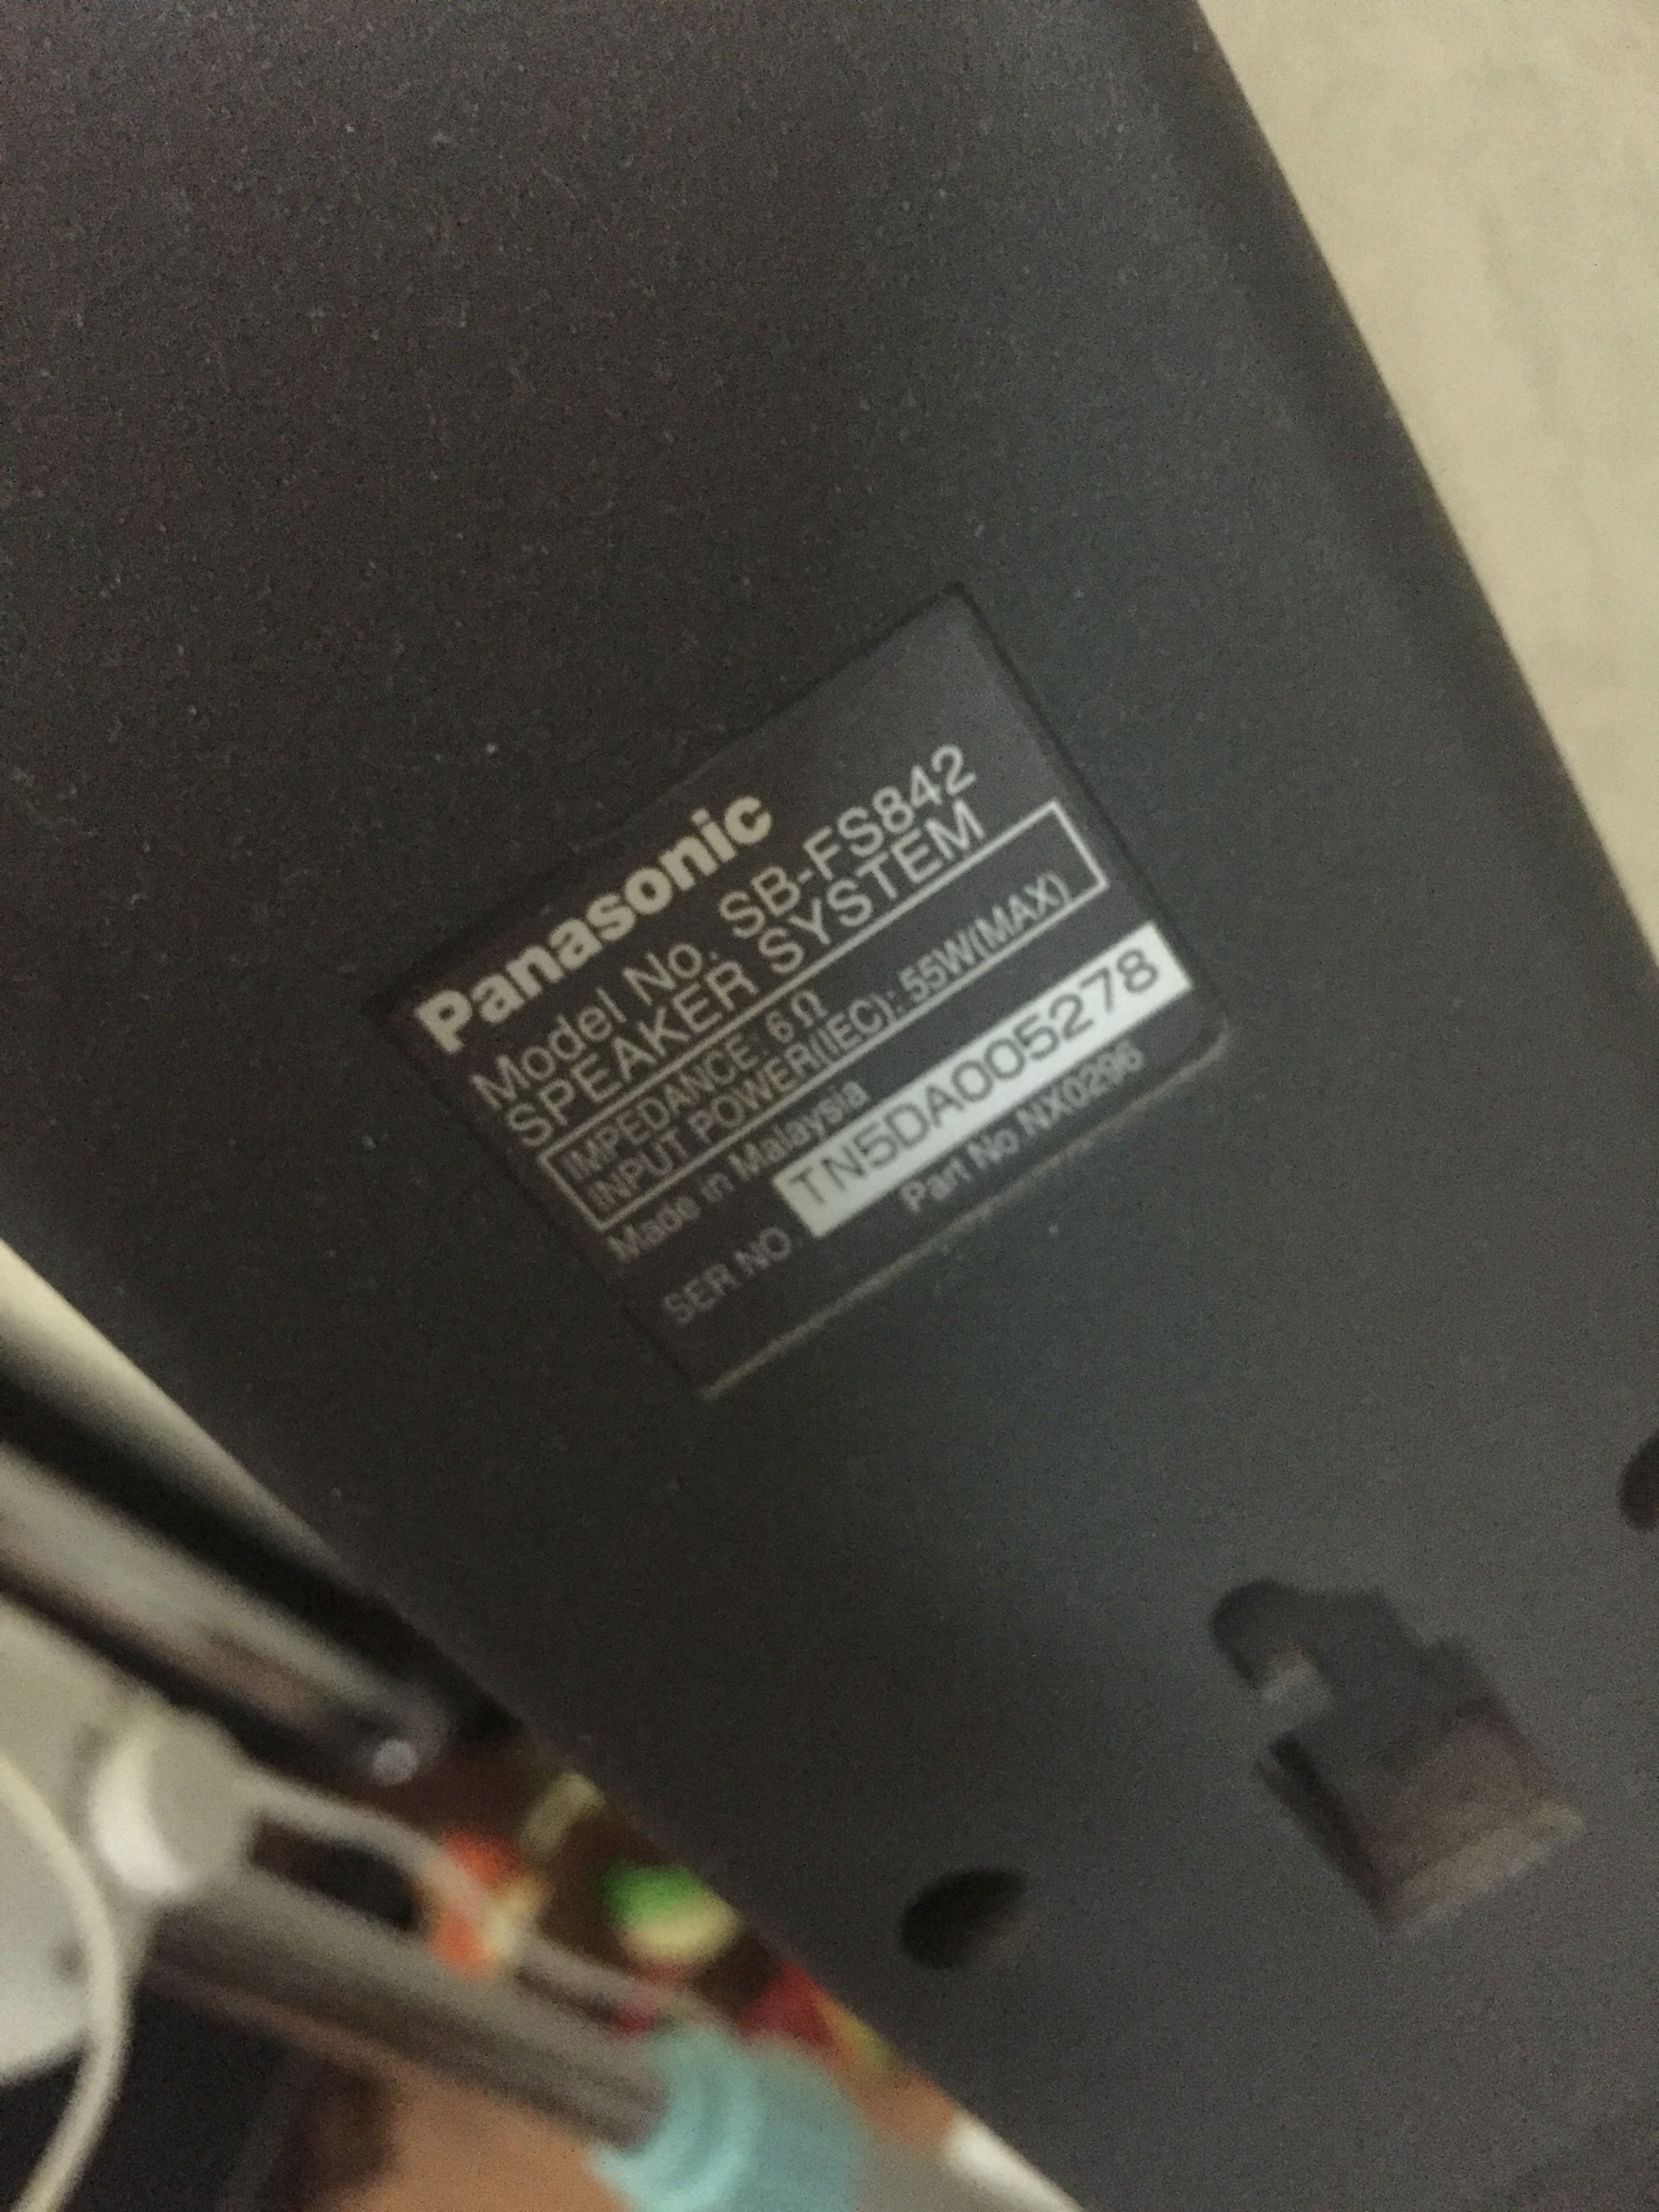 Panasonic
Model No. SB-FS842
SPEAKER SYSTEM
IMPEDANCE: 6 Ω
INPUT POWER(IEC): 55W(MAX)
Made in Malaysia
SER NO. TN5DA005278
Part No NX0296